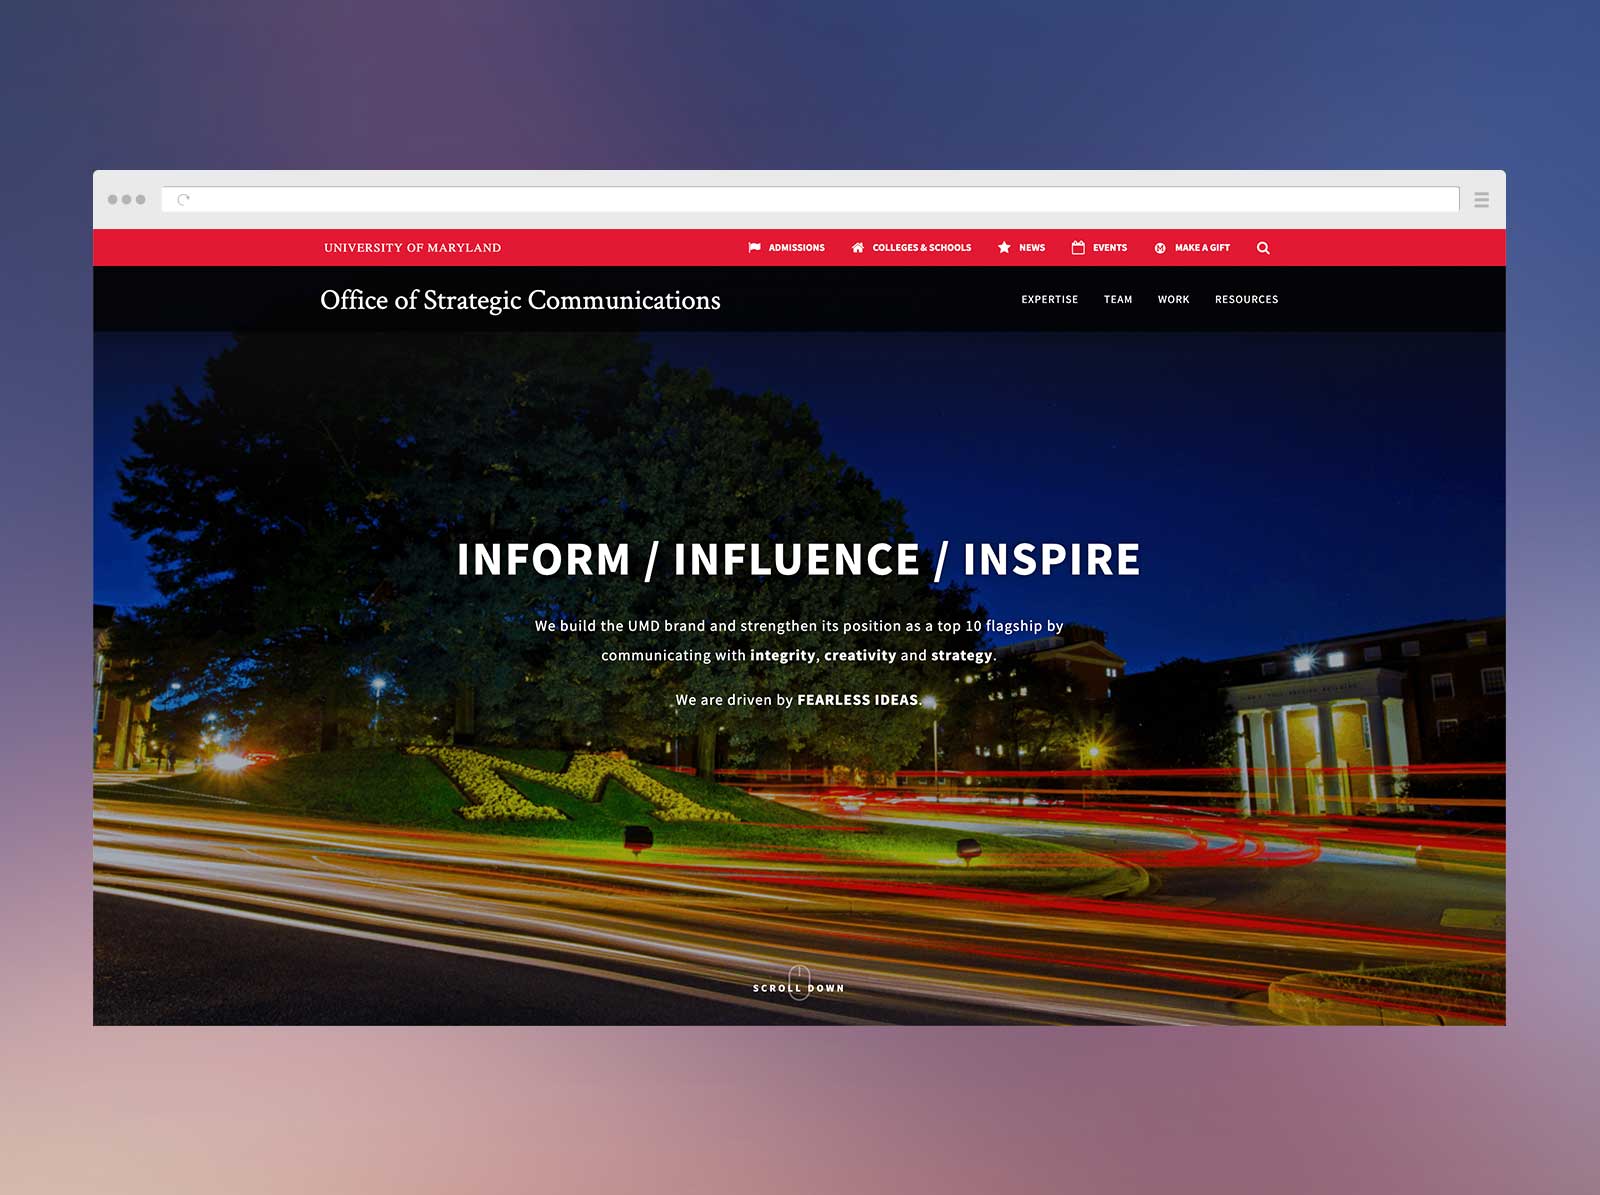 UNIVERSITY OF MARYLAND
ADMISSIONS
COLLEGES & SCHOOLS
NEWS
EVENTS
MAKE A GIFT
Office of Strategic Communications
EXPERTISE
TEAM
WORK
RESOURCES
INFORM / INFLUENCE / INSPIRE
We build the UMD brand and strengthen its position as a top 10 flagship by
communicating with integrity, creativity and strategy.
We are driven by FEARLESS IDEAS.
M
SCROLL DOWN